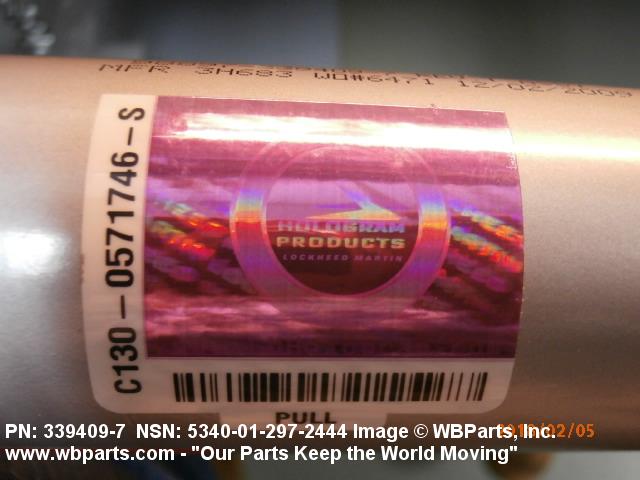 MFR 3H683 WO#6471 12/02/2009
C130-0571746-S
HOLOGRAM
PRODUCTS
LOCKHEED MARTIN
PULL
PN: 339409-7 NSN: 5340-01-297-2444 Image © WBParts, Inc.
www.wbparts.com - "Our Parts Keep the World Moving"